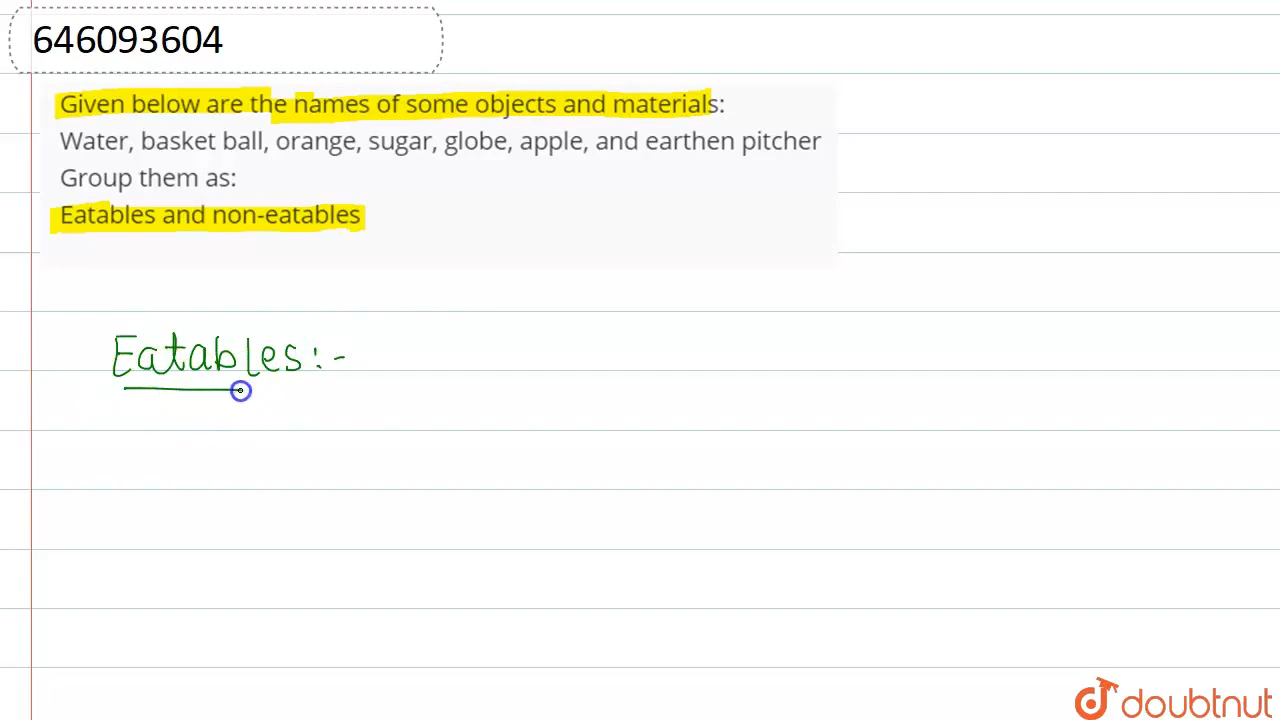 646093604
Given below are the names of some objects and materials:
Water, basket ball, orange, sugar, globe, apple, and earthen pitcher
Group them as:
Eatables and non-eatables
Eatables:-
doubtnut